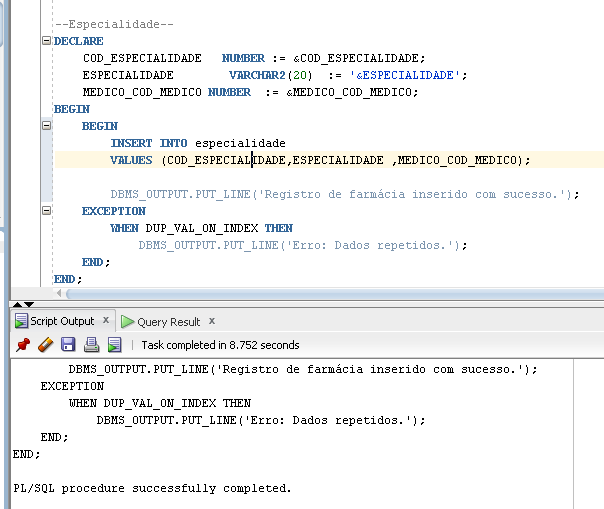 --Especialidade--
DECLARE
    COD_ESPECIALIDADE   NUMBER := &COD_ESPECIALIDADE;
    ESPECIALIDADE        VARCHAR2(20)  := '&ESPECIALIDADE';
    MEDICO_COD_MEDICO NUMBER  := &MEDICO_COD_MEDICO;
BEGIN
    BEGIN
        INSERT INTO especialidade
        VALUES (COD_ESPECIALIDADE,ESPECIALIDADE ,MEDICO_COD_MEDICO);
        DBMS_OUTPUT.PUT_LINE('Registro de farmácia inserido com sucesso.');
    EXCEPTION
        WHEN DUP_VAL_ON_INDEX THEN
            DBMS_OUTPUT.PUT_LINE('Erro: Dados repetidos.');
    END;
END;
Script Output x Query Result x
Task completed in 8.752 seconds
        DBMS_OUTPUT.PUT_LINE('Registro de farmácia inserido com sucesso.');
    EXCEPTION
        WHEN DUP_VAL_ON_INDEX THEN
            DBMS_OUTPUT.PUT_LINE('Erro: Dados repetidos.');
    END;
END;
PL/SQL procedure successfully completed.